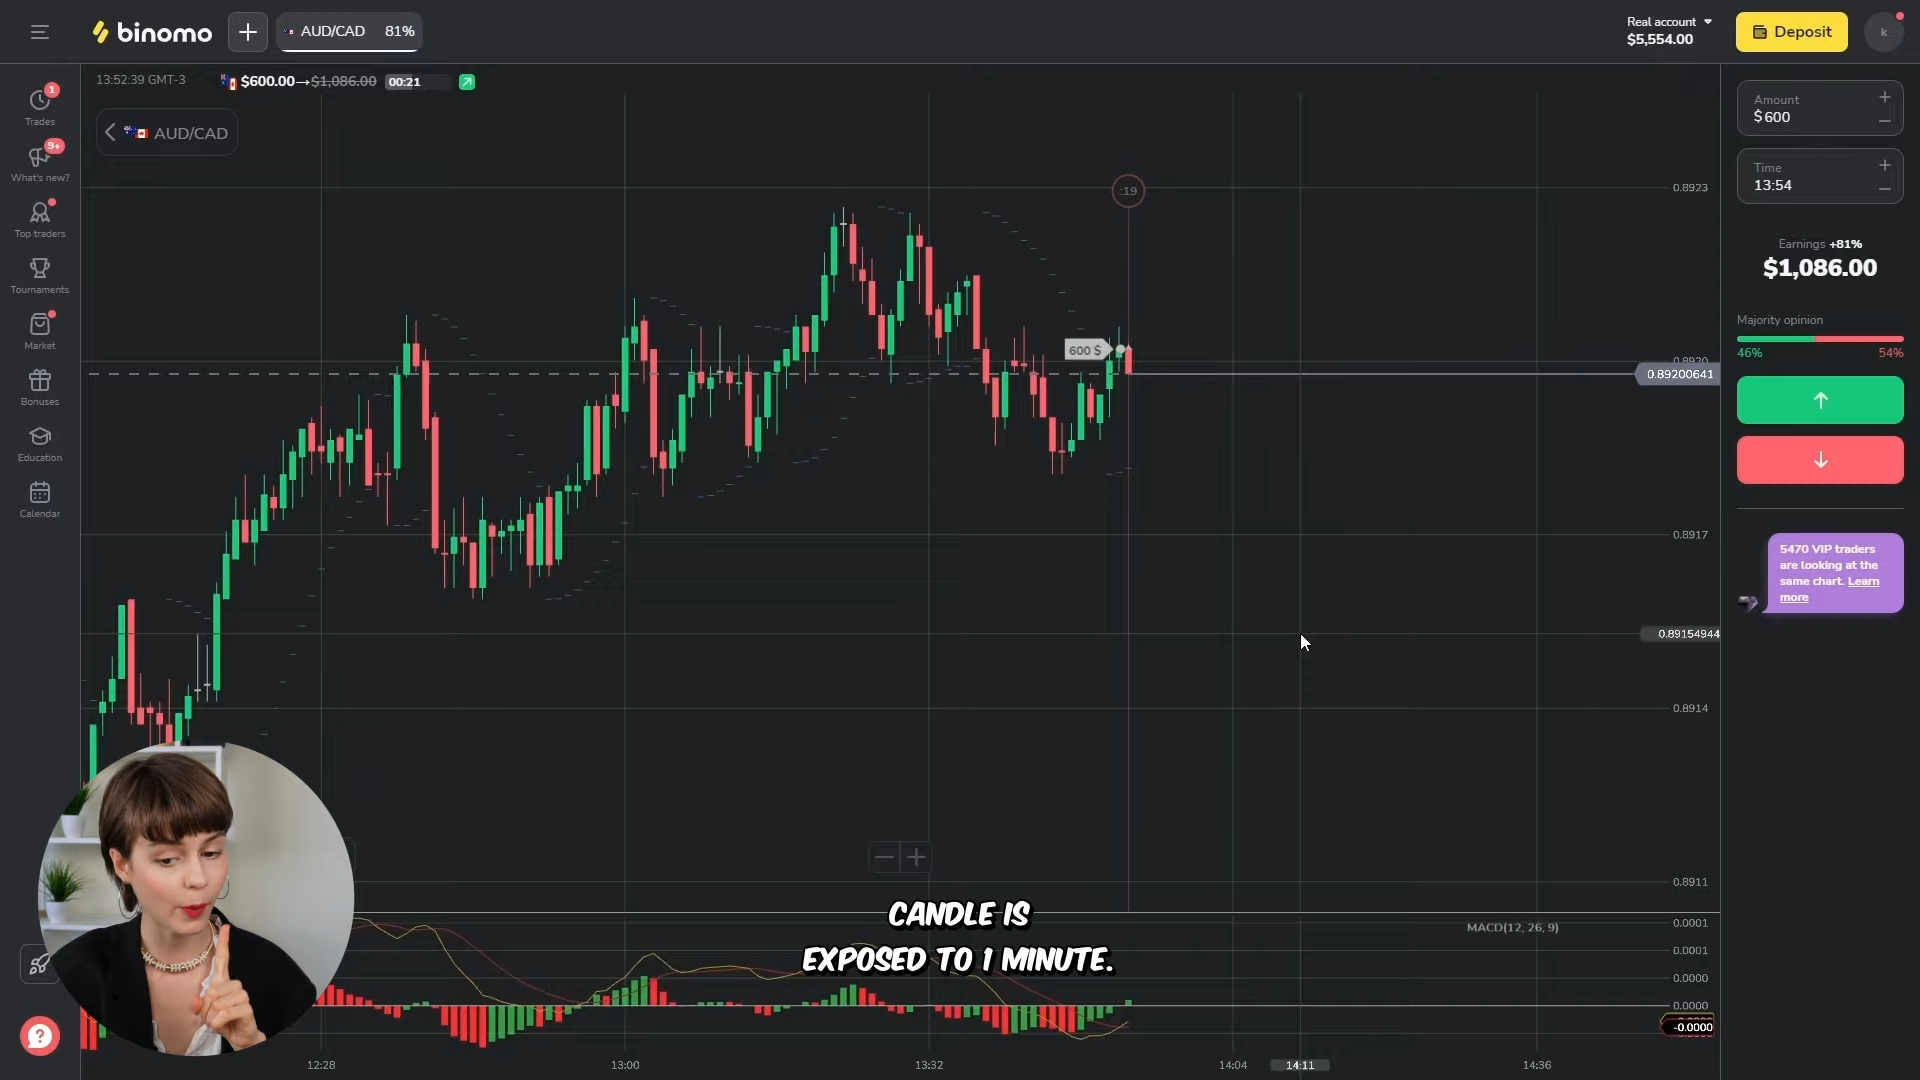 binomo
AUD/CAD 81%
Real account
$5,554.00
Deposit
k
13:52:39 GMT-3
$600.00→$1,086.00 00:21
AUD/CAD
1
Trades
9+
What's new?
Top traders
Tournaments
Market
Bonuses
Education
Calendar
?
:19
600 $
0.8923
0.8920
0.89200641
0.8917
0.89154944
0.8914
0.8911
Amount
$600
Time
13:54
Earnings +81%
$1,086.00
Majority opinion
46% 54%
5470 VIP traders
are looking at the
same chart. Learn
more
CANDLE IS
EXPOSED TO 1 MINUTE.
MACD(12, 26, 9)
0.0001
0.0001
0.0000
0.0000
-0.0000
12:28 13:00 13:32 14:04 14:11 14:36